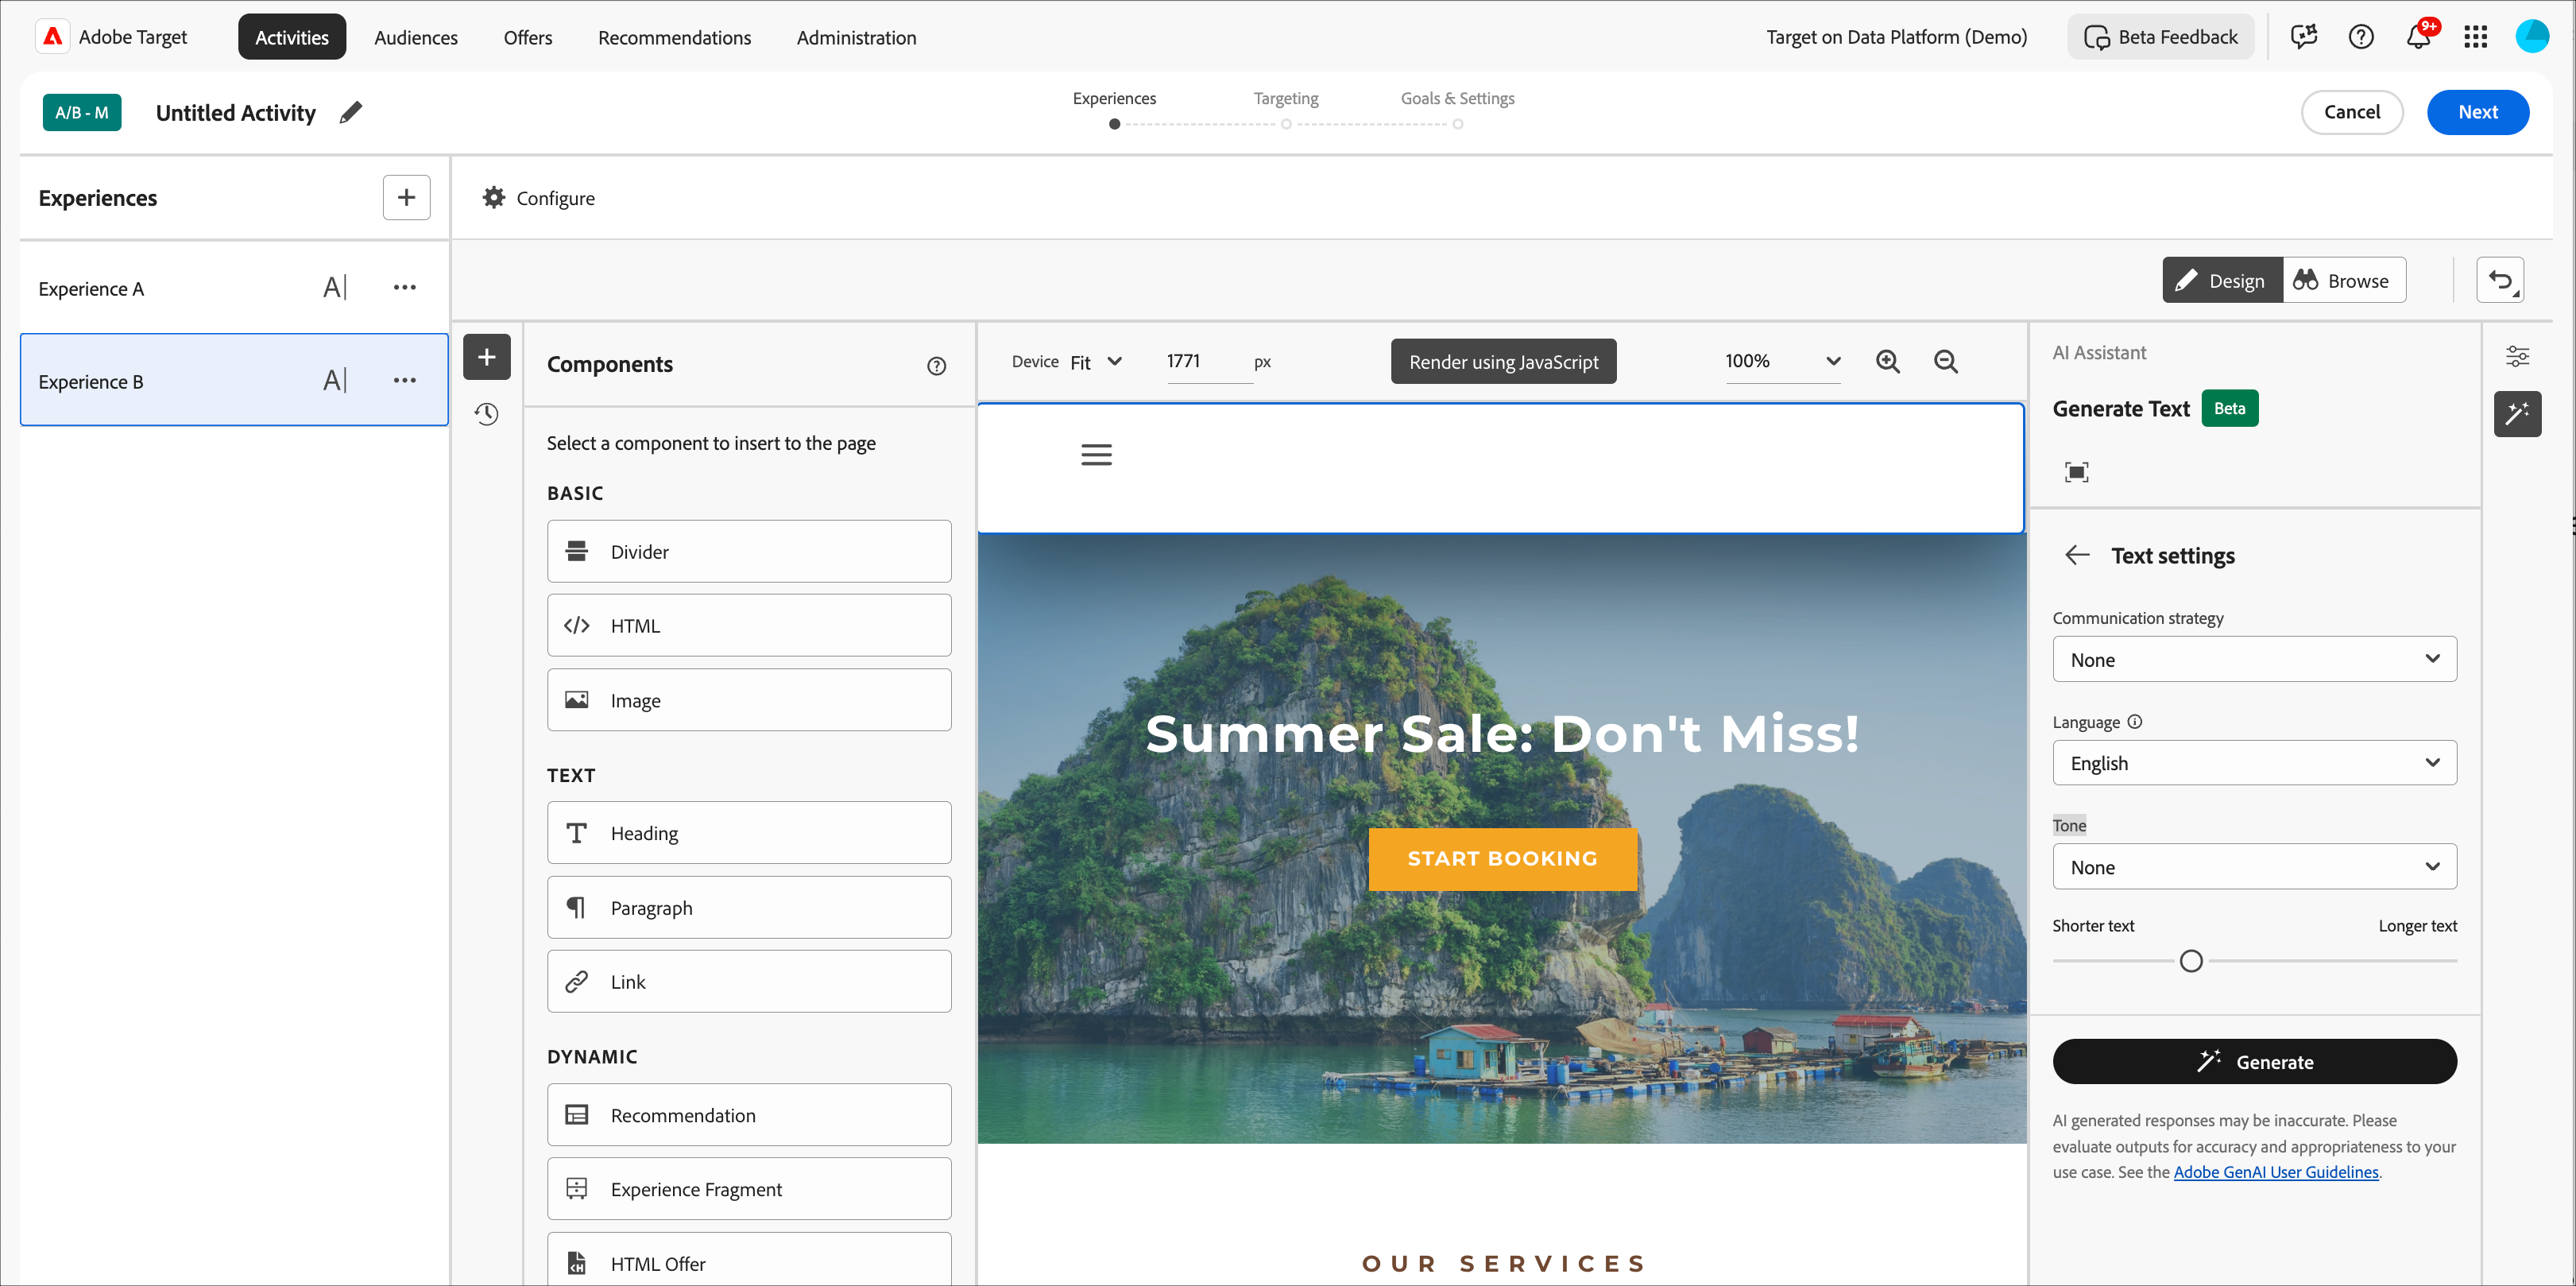 Adobe Target
Activities
Audiences
Offers
Recommendations
Administration
Target on Data Platform (Demo)
Beta Feedback
9+
A/B - M
Untitled Activity
Experiences
Targeting
Goals & Settings
Cancel
Next
Experiences
Configure
Experience A
A
Experience B
A
Design
Browse
Components
Select a component to insert to the page
BASIC
Divider
HTML
Image
TEXT
Heading
Paragraph
Link
DYNAMIC
Recommendation
Experience Fragment
HTML Offer
Device
Fit
1771
px
Render using JavaScript
100%
Summer Sale: Don't Miss!
START BOOKING
OUR SERVICES
AI Assistant
Generate Text
Beta
Text settings
Communication strategy
None
Language
English
Tone
None
Shorter text
Longer text
Generate
AI generated responses may be inaccurate. Please
evaluate outputs for accuracy and appropriateness to your
use case. See the Adobe GenAI User Guidelines.